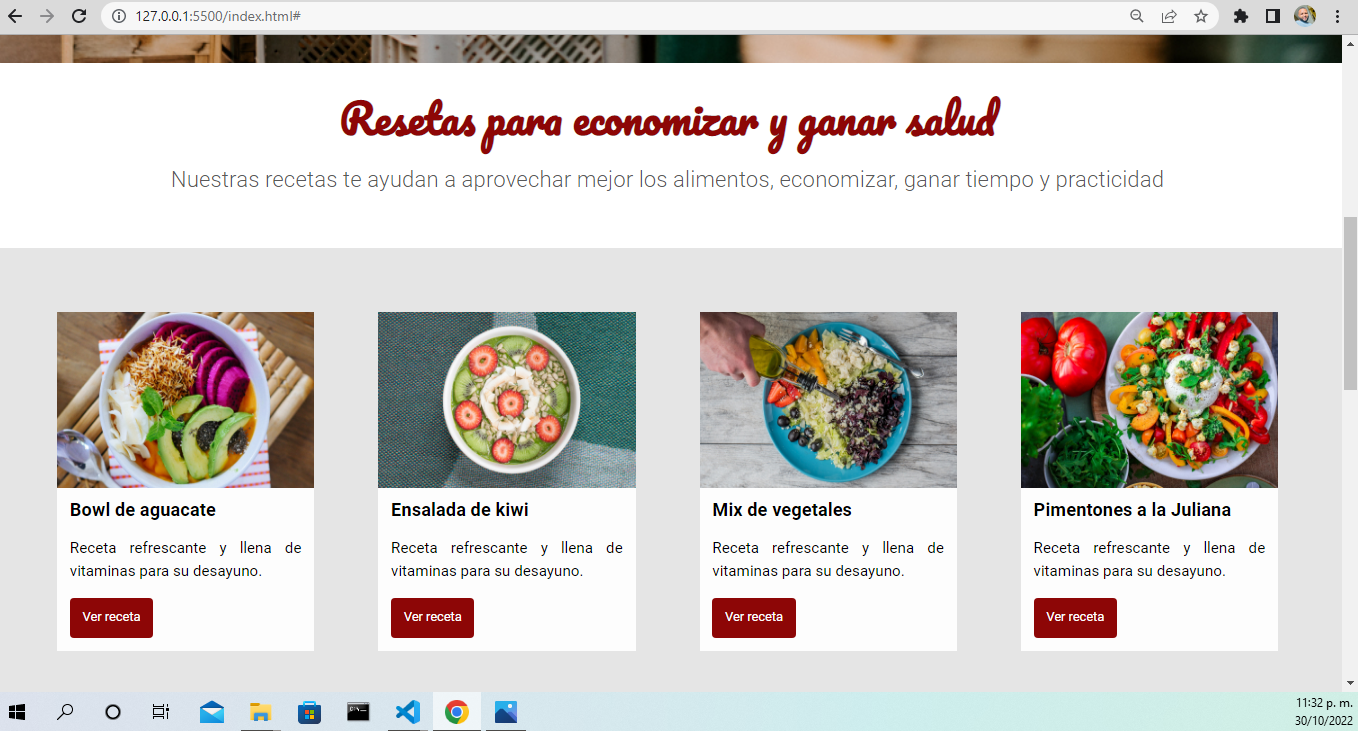 127.0.0.1:5500/index.html#
Resetas para economizar y ganar salud
Nuestras recetas te ayudan a aprovechar mejor los alimentos, economizar, ganar tiempo y practicidad
Bowl de aguacate
Receta refrescante y llena de
vitaminas para su desayuno.
Ver receta
Ensalada de kiwi
Receta refrescante y llena de
vitaminas para su desayuno.
Ver receta
Mix de vegetales
Receta refrescante y llena de
vitaminas para su desayuno.
Ver receta
Pimentones a la Juliana
Receta refrescante y llena de
vitaminas para su desayuno.
Ver receta
11:32 p. m.
30/10/2022